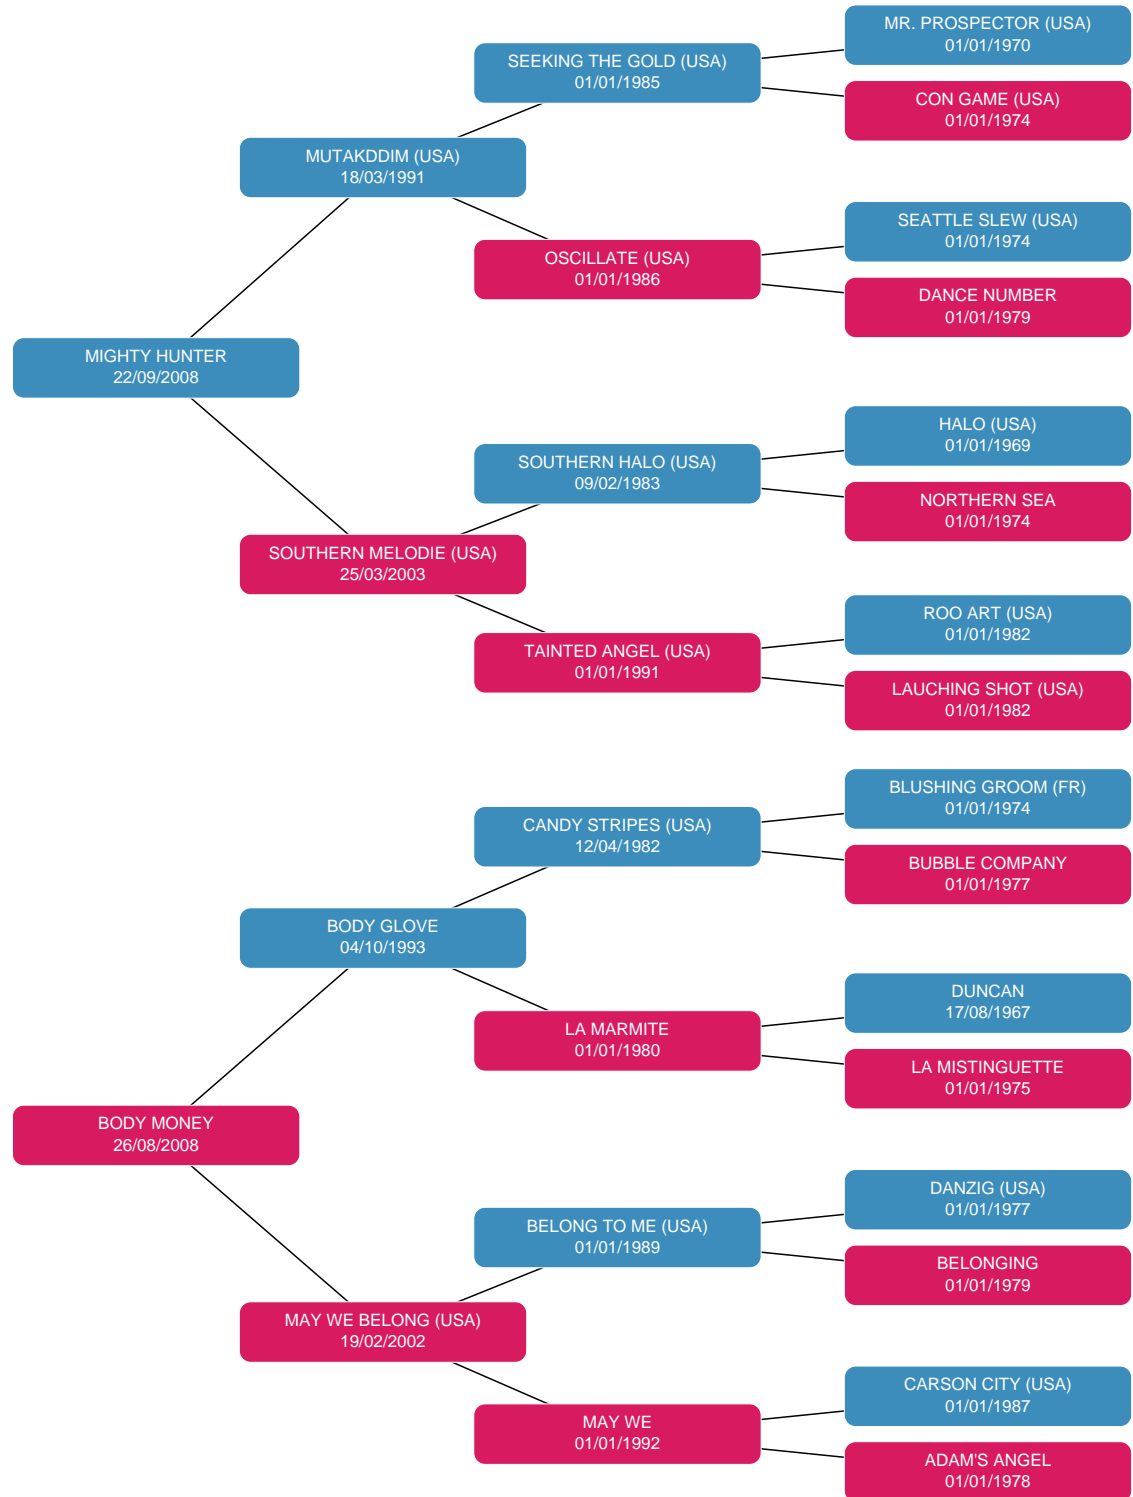 MR. PROSPECTOR (USA)
01/01/1970
SEEKING THE GOLD (USA)
01/01/1985
CON GAME (USA)
01/01/1974
MUTAKDDIM (USA)
18/03/1991
SEATTLE SLEW (USA)
01/01/1974
OSCILLATE (USA)
01/01/1986
DANCE NUMBER
01/01/1979
MIGHTY HUNTER
22/09/2008
HALO (USA)
01/01/1969
SOUTHERN HALO (USA)
09/02/1983
NORTHERN SEA
01/01/1974
SOUTHERN MELODIE (USA)
25/03/2003
ROO ART (USA)
01/01/1982
TAINTED ANGEL (USA)
01/01/1991
LAUCHING SHOT (USA)
01/01/1982
BLUSHING GROOM (FR)
01/01/1974
CANDY STRIPES (USA)
12/04/1982
BUBBLE COMPANY
01/01/1977
BODY GLOVE
04/10/1993
DUNCAN
17/08/1967
LA MARMITE
01/01/1980
LA MISTINGUETTE
01/01/1975
BODY MONEY
26/08/2008
DANZIG (USA)
01/01/1977
BELONG TO ME (USA)
01/01/1989
BELONGING
01/01/1979
MAY WE BELONG (USA)
19/02/2002
CARSON CITY (USA)
01/01/1987
MAY WE
01/01/1992
ADAM'S ANGEL
01/01/1978